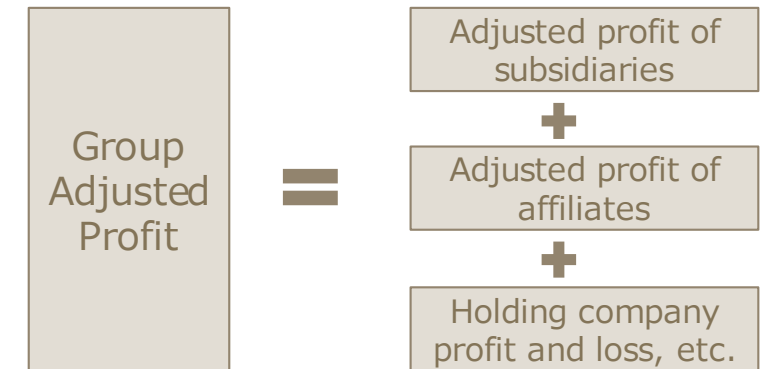 Group
Adjusted
Profit
=
Adjusted profit of
subsidiaries
+
Adjusted profit of
affiliates
+
Holding company
profit and loss, etc.